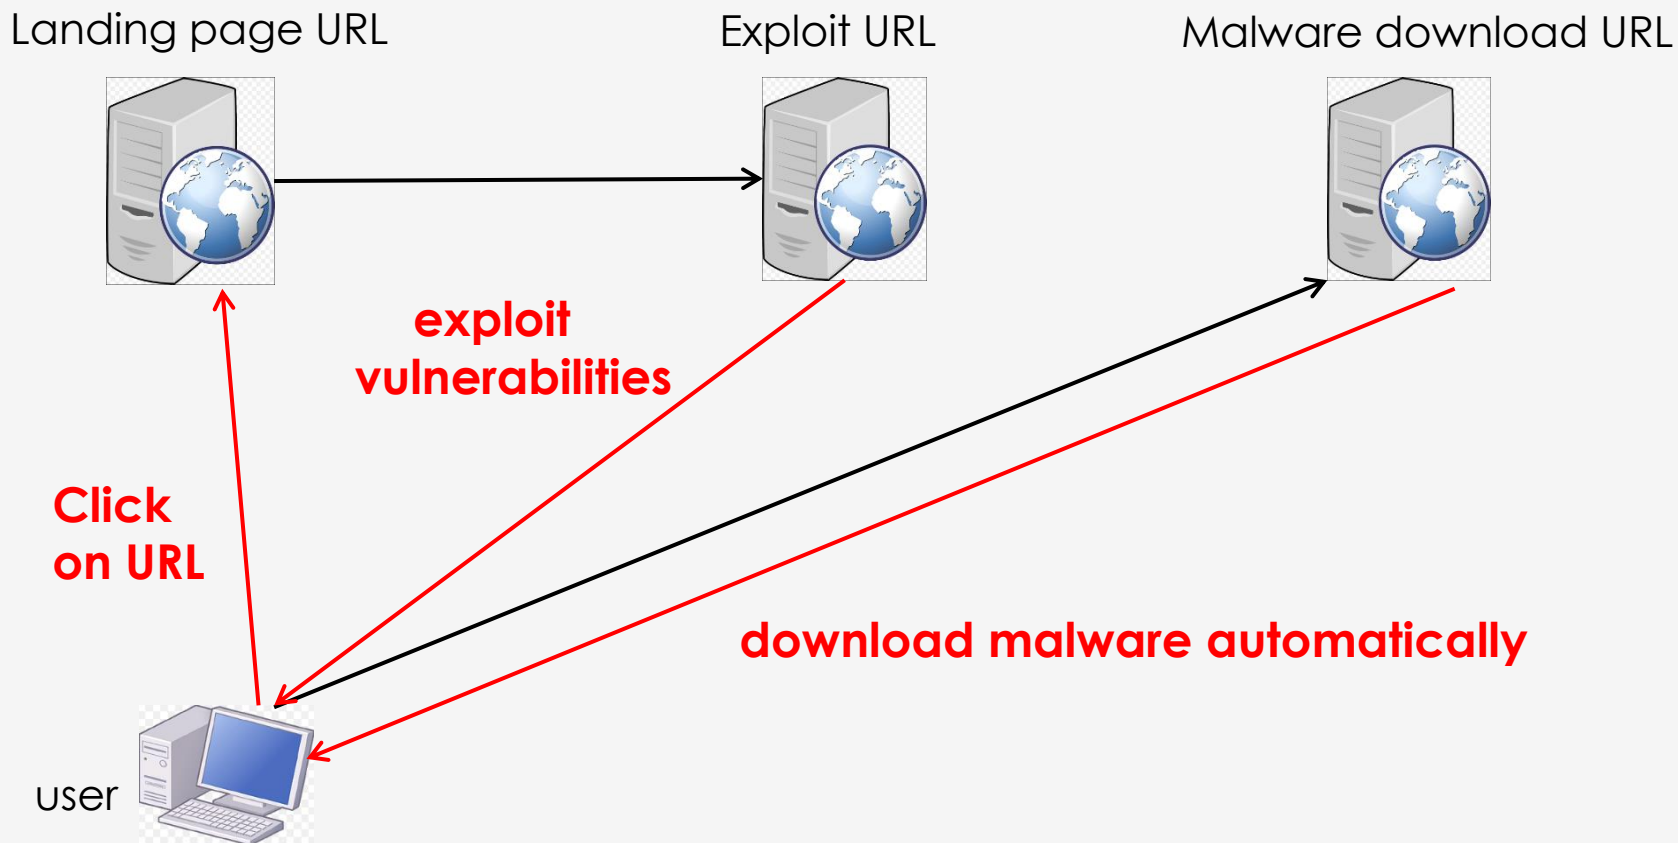 Landing page URL
Exploit URL
Malware download URL
exploit
vulnerabilities
Click
on URL
download malware automatically
user